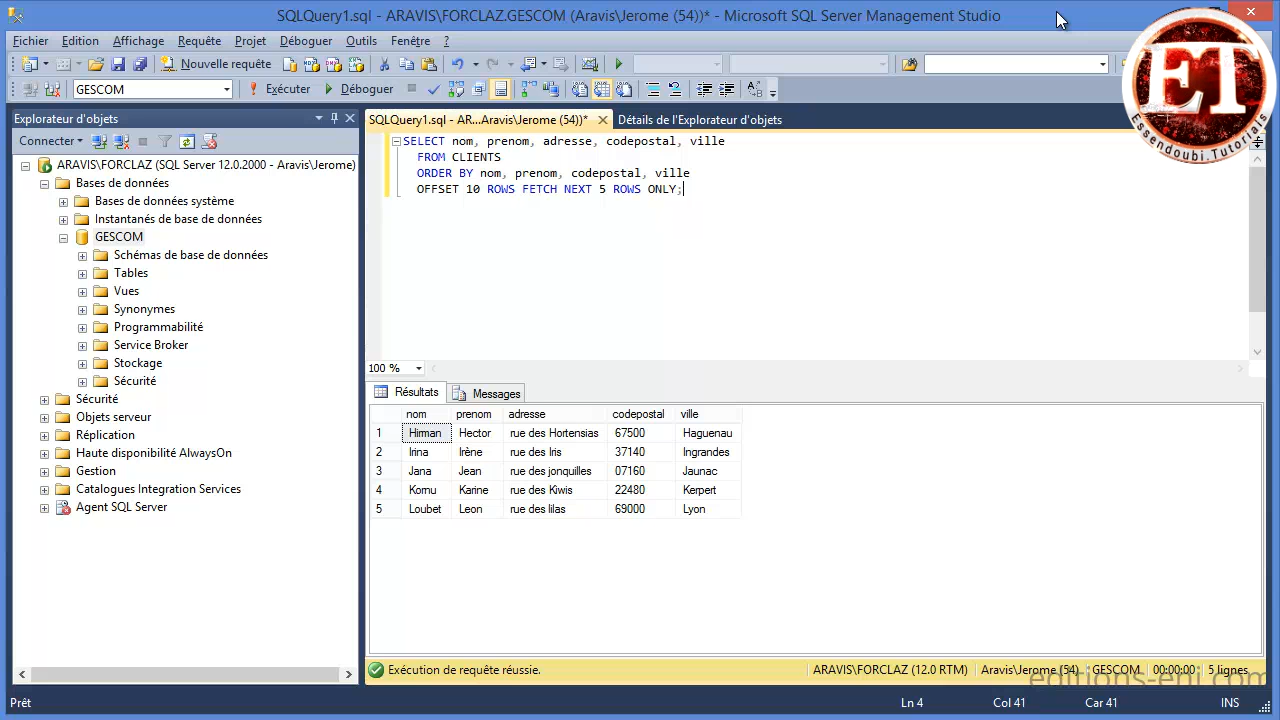 SQLQuery1.sql - ARAVIS\FORCLAZ.GESCOM (Aravis\Jerome (54))* - Microsoft SQL Server Management Studio
Fichier Edition Affichage Requête Projet Déboguer Outils Fenêtre ?
Nouvelle requête
GESCOM
Exécuter Déboguer
ET
Essendoubi.Tutorials
Explorateur d'objets
Connecter
ARAVIS\FORCLAZ (SQL Server 12.0.2000 - Aravis\Jerome)
Bases de données
Bases de données système
Instantanés de base de données
GESCOM
Schémas de base de données
Tables
Vues
Synonymes
Programmabilité
Service Broker
Stockage
Sécurité
Sécurité
Objets serveur
Réplication
Haute disponibilité AlwaysOn
Gestion
Catalogues Integration Services
Agent SQL Server
SQLQuery1.sql - AR...Aravis\Jerome (54))* Détails de l'Explorateur d'objets
SELECT nom, prenom, adresse, codepostal, ville
FROM CLIENTS
ORDER BY nom, prenom, codepostal, ville
OFFSET 10 ROWS FETCH NEXT 5 ROWS ONLY;
100 %
Résultats Messages
nom prenom adresse codepostal ville
1 Hirman Hector rue des Hortensias 67500 Haguenau
2 Irina Irène rue des Iris 37140 Ingrandes
3 Jana Jean rue des jonquilles 07160 Jaunac
4 Komu Karine rue des Kiwis 22480 Kerpert
5 Loubet Leon rue des lilas 69000 Lyon
Exécution de requête réussie. ARAVIS\FORCLAZ (12.0 RTM) Aravis\Jerome (54) GESCOM 00:00:00 5 lignes
editions-eni.com
Prêt Ln 4 Col 41 Car 41 INS